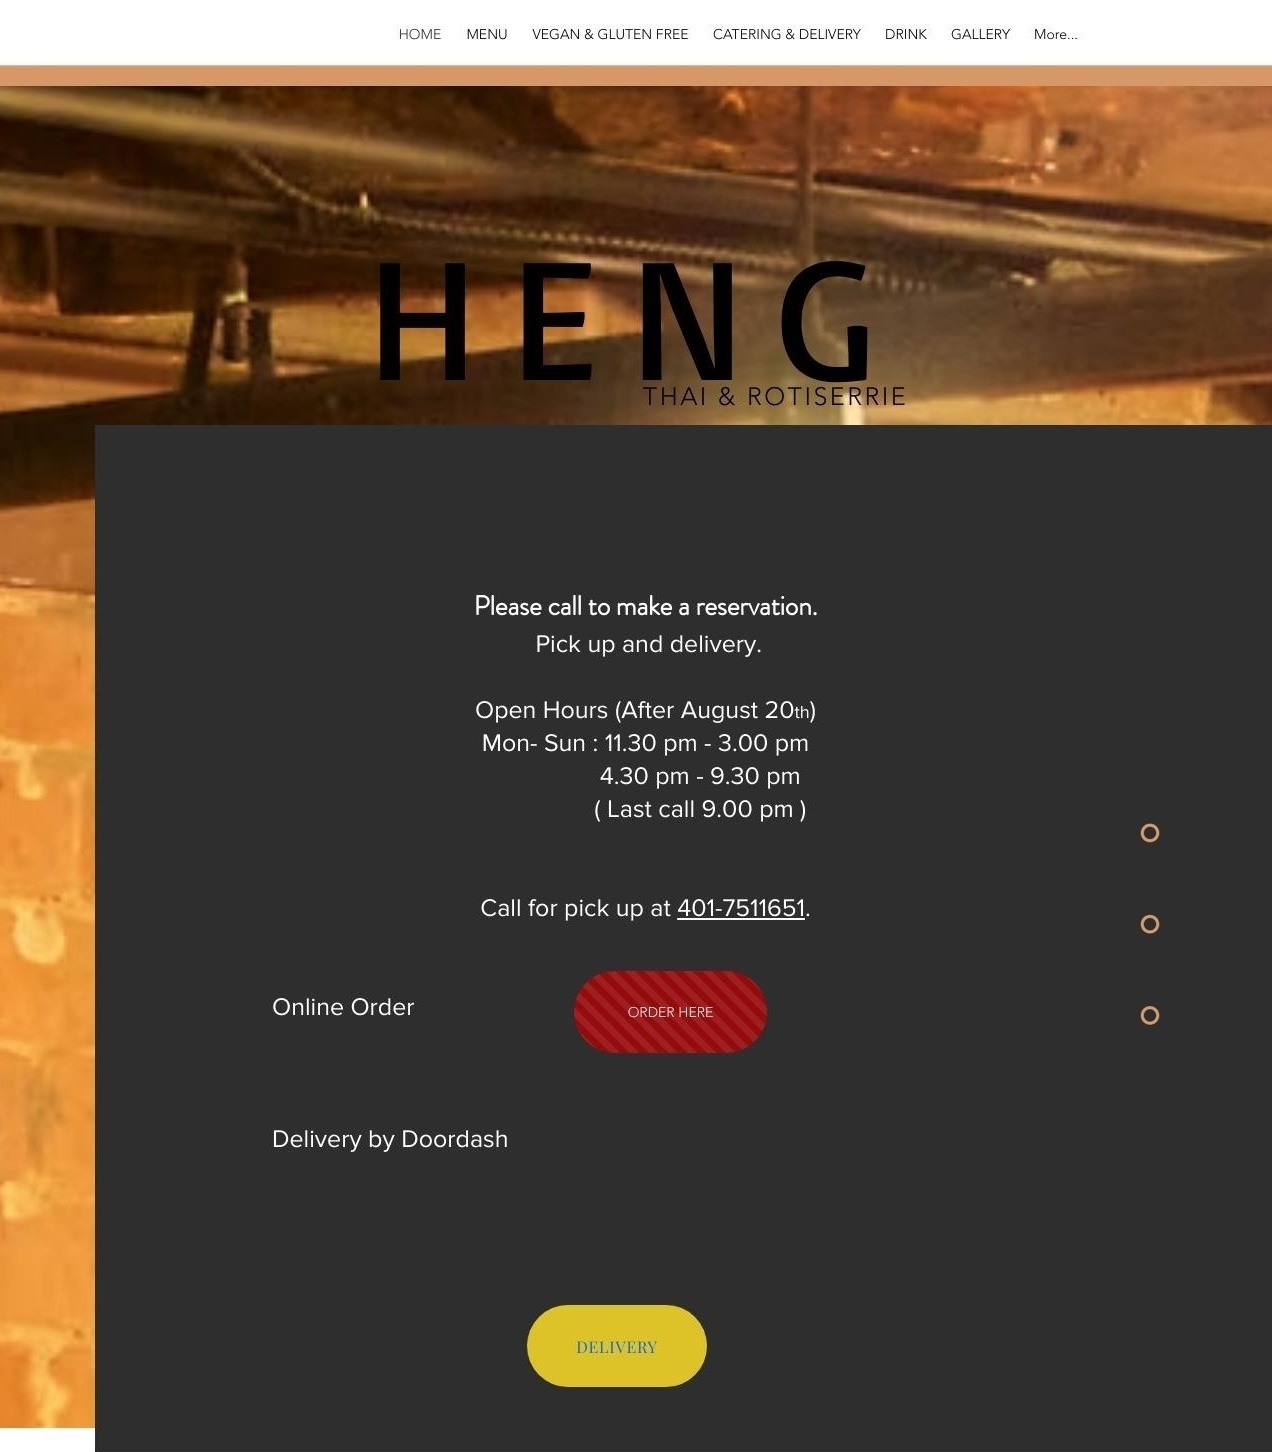 HOME MENU VEGAN & GLUTEN FREE CATERING & DELIVERY DRINK GALLERY More...
HENG
THAI & ROTISERRIE
Please call to make a reservation.
Pick up and delivery.
Open Hours (After August 20th)
Mon- Sun : 11.30 pm - 3.00 pm
4.30 pm - 9.30 pm
( Last call 9.00 pm )
Call for pick up at 401-7511651.
Online Order
ORDER HERE
Delivery by Doordash
DELIVERY